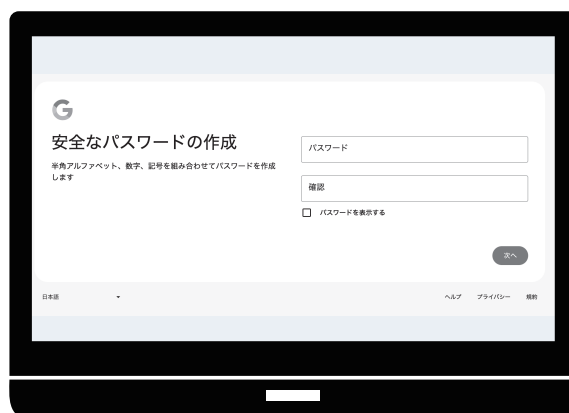 G
安全なパスワードの作成
半角アルファベット、数字、記号を組み合わせてパスワードを作成
します
パスワード
確認
パスワードを表示する
次へ
日本語
ヘルプ プライバシー 規約